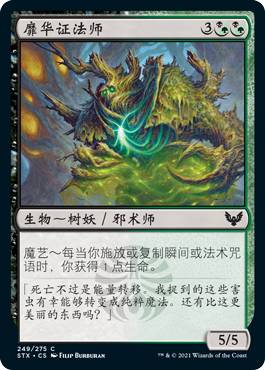 靡华证法师 3
生物～树妖／邪术师
魔艺～每当你施放或复制瞬间或法术咒
语时，你获得1点生命。
「死亡不过是能量转移。我捉到的这些害
虫有幸能够转变成纯粹魔法。还有比这更
美丽的东西吗？」
5/5
249/275 C
STX • CS FILIP BURBURAN
™ & © 2021 Wizards of the Coast